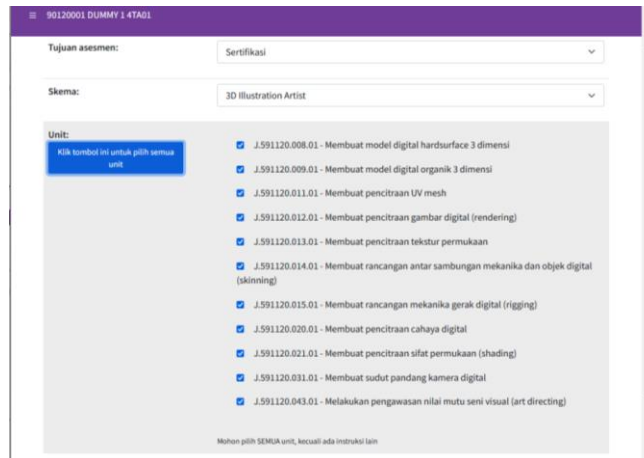 90120001 DUMMY 1 4TA01
Tujuan asesmen:
Sertifikasi
Skema:
3D Illustration Artist
Unit:
Klik tombol ini untuk pilih semua
unit
J.591120.008.01 - Membuat model digital hardsurface 3 dimensi
J.591120.009.01 - Membuat model digital organik 3 dimensi
J.591120.011.01 - Membuat pencitraan UV mesh
J.591120.012.01 - Membuat pencitraan gambar digital (rendering)
J.591120.013.01 - Membuat pencitraan tekstur permukaan
J.591120.014.01 - Membuat rancangan antar sambungan mekanika dan objek digital
(skinning)
J.591120.015.01 - Membuat rancangan mekanika gerak digital (rigging)
J.591120.020.01 - Membuat pencitraan cahaya digital
J.591120.021.01 - Membuat pencitraan sifat permukaan (shading)
J.591120.031.01 - Membuat sudut pandang kamera digital
J.591120.043.01 - Melakukan pengawasan nilai mutu seni visual (art directing)
Mohon pilih SEMUA unit, kecuali ada instruksi lain